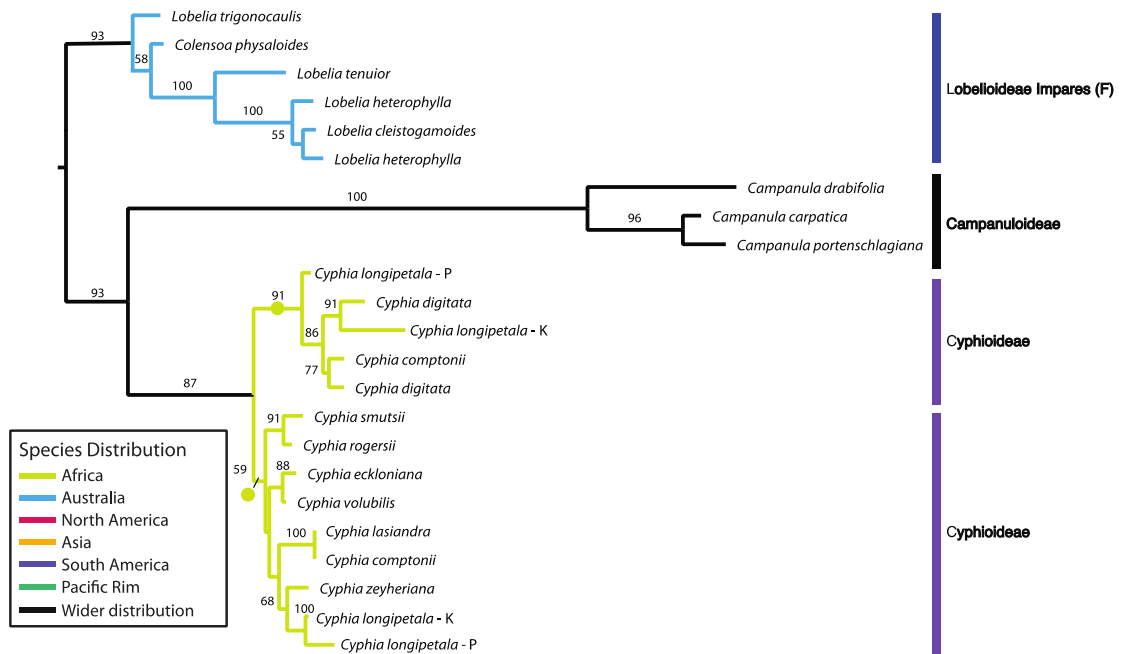 93
Lobelia trigonocaulis
58
Colensoa physaloides
100
Lobelia tenuior
100
Lobelia heterophylla
55
Lobelia cleistogamoides
Lobelia heterophylla
Lobelioideae Impares (F)
100
Campanula drabifolia
96
Campanula carpatica
Campanula portenschlagiana
Campanuloideae
93
91
Cyphia longipetala - P
91
Cyphia digitata
86
Cyphia longipetala - K
77
Cyphia comptonii
Cyphia digitata
Cyphioideae
87
91
Cyphia smutsii
Cyphia rogersii
59
88
Cyphia eckloniana
Cyphia volubilis
100
Cyphia lasiandra
Cyphia comptonii
Cyphia zeyheriana
68
100
Cyphia longipetala - K
Cyphia longipetala - P
Cyphioideae
Species Distribution
Africa
Australia
North America
Asia
South America
Pacific Rim
Wider distribution